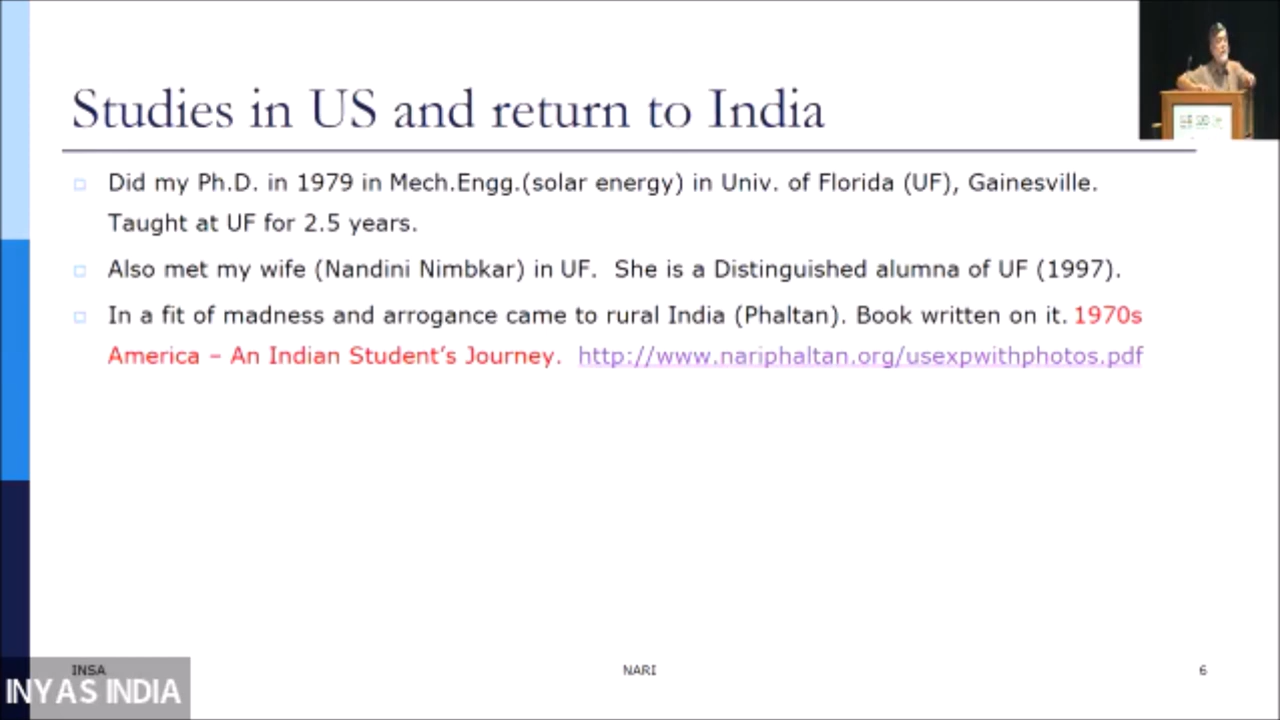 Studies in US and return to India
Did my Ph.D. in 1979 in Mech.Engg.(solar energy) in Univ. of Florida (UF), Gainesville.
Taught at UF for 2.5 years.
Also met my wife (Nandini Nimbkar) in UF.  She is a Distinguished alumna of UF (1997).
In a fit of madness and arrogance came to rural India (Phaltan). Book written on it. 1970s
America – An Indian Student’s Journey.  http://www.nariphaltan.org/usexpwithphotos.pdf
INSA
NARI
6
INYAS INDIA